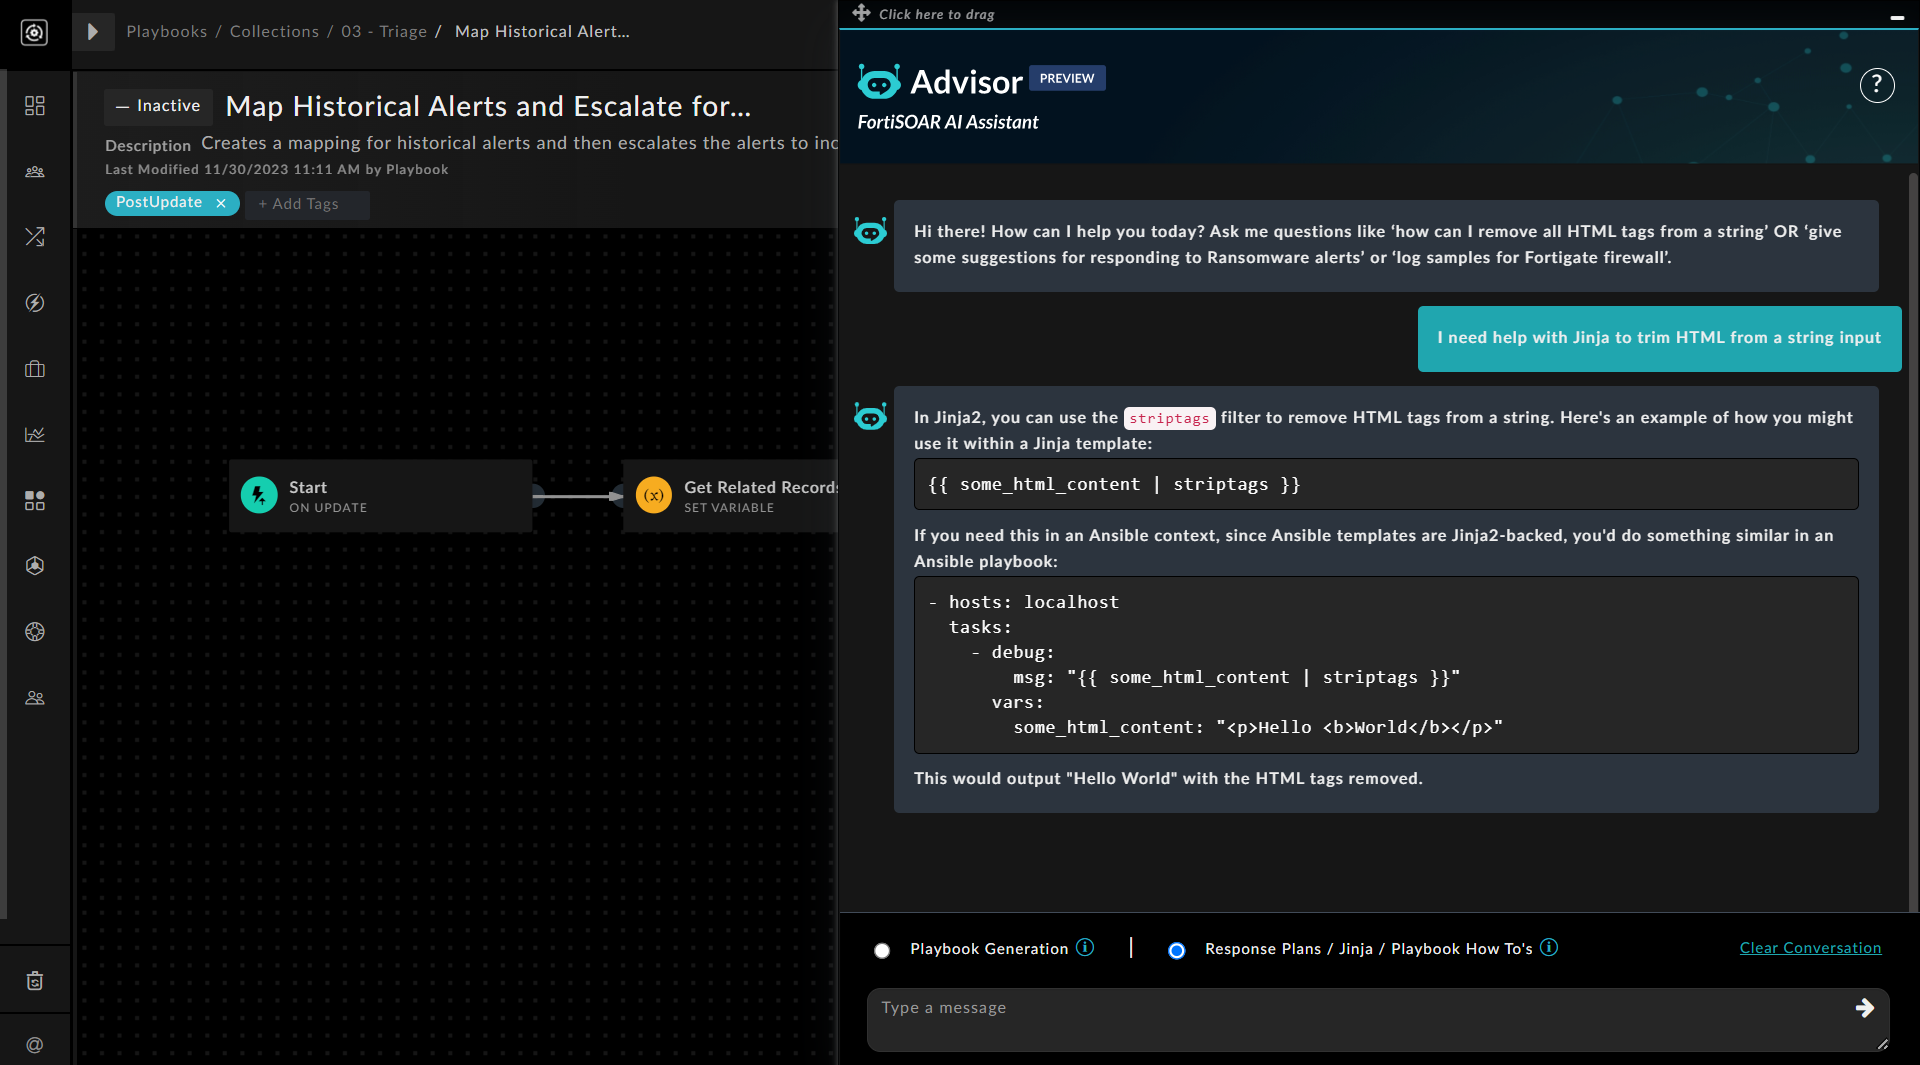 Playbooks / Collections / 03 - Triage / Map Historical Alert...
— Inactive Map Historical Alerts and Escalate for...
Description Creates a mapping for historical alerts and then escalates the alerts to inc
Last Modified 11/30/2023 11:11 AM by Playbook
PostUpdate × + Add Tags
Start
ON UPDATE
(x)
Get Related Records
SET VARIABLE
@
Click here to drag
Advisor PREVIEW
FortiSOAR AI Assistant
?
Hi there! How can I help you today? Ask me questions like ‘how can I remove all HTML tags from a string’ OR ‘give
some suggestions for responding to Ransomware alerts’ or ‘log samples for Fortigate firewall’.
I need help with Jinja to trim HTML from a string input
In Jinja2, you can use the striptags filter to remove HTML tags from a string. Here's an example of how you might
use it within a Jinja template:
{{ some_html_content | striptags }}
If you need this in an Ansible context, since Ansible templates are Jinja2-backed, you'd do something similar in an
Ansible playbook:
- hosts: localhost
tasks:
- debug:
msg: "{{ some_html_content | striptags }}"
vars:
some_html_content: "<p>Hello <b>World</b></p>"
This would output "Hello World" with the HTML tags removed.
Playbook Generation i | Response Plans / Jinja / Playbook How To's i Clear Conversation
Type a message